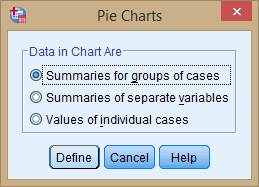 Pie Charts
Data in Chart Are
Summaries for groups of cases
Summaries of separate variables
Values of individual cases
Define Cancel Help